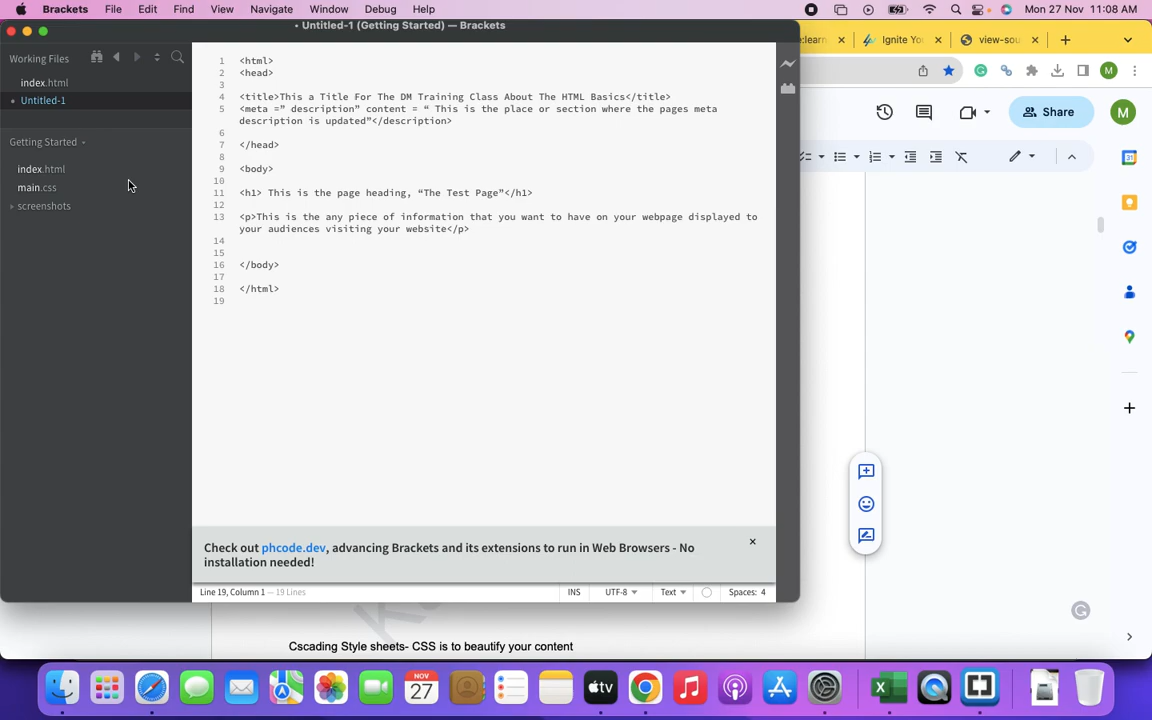 Brackets File Edit Find View Navigate Window Debug Help
Mon 27 Nov 11:08 AM
• Untitled-1 (Getting Started) — Brackets
Ignite Yo
view-sou
M
Working Files
index.html
• Untitled-1
Getting Started
index.html
main.css
screenshots
1 <html>
2 <head>
3
4 <title>This a Title For The DM Training Class About The HTML Basics</title>
5 <meta =” description” content = “ This is the place or section where the pages meta
description is updated”</description>
6
7 </head>
8
9 <body>
10
11 <h1> This is the page heading, “The Test Page”</h1>
12
13 <p>This is the any piece of information that you want to have on your webpage displayed to
your audiences visiting your website</p>
14
15
16 </body>
17
18 </html>
19
Check out phcode.dev, advancing Brackets and its extensions to run in Web Browsers - No
installation needed!
Line 19, Column 1 — 19 Lines
INS UTF-8 Text Spaces: 4
Share
M
Cscading Style sheets- CSS is to beautify your content
NOV
27
tv